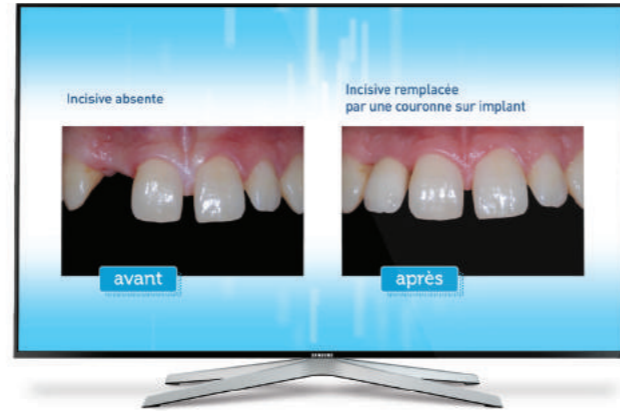 Incisive absente
Incisive remplacée
par une couronne sur implant
avant
après
SAMSUNG